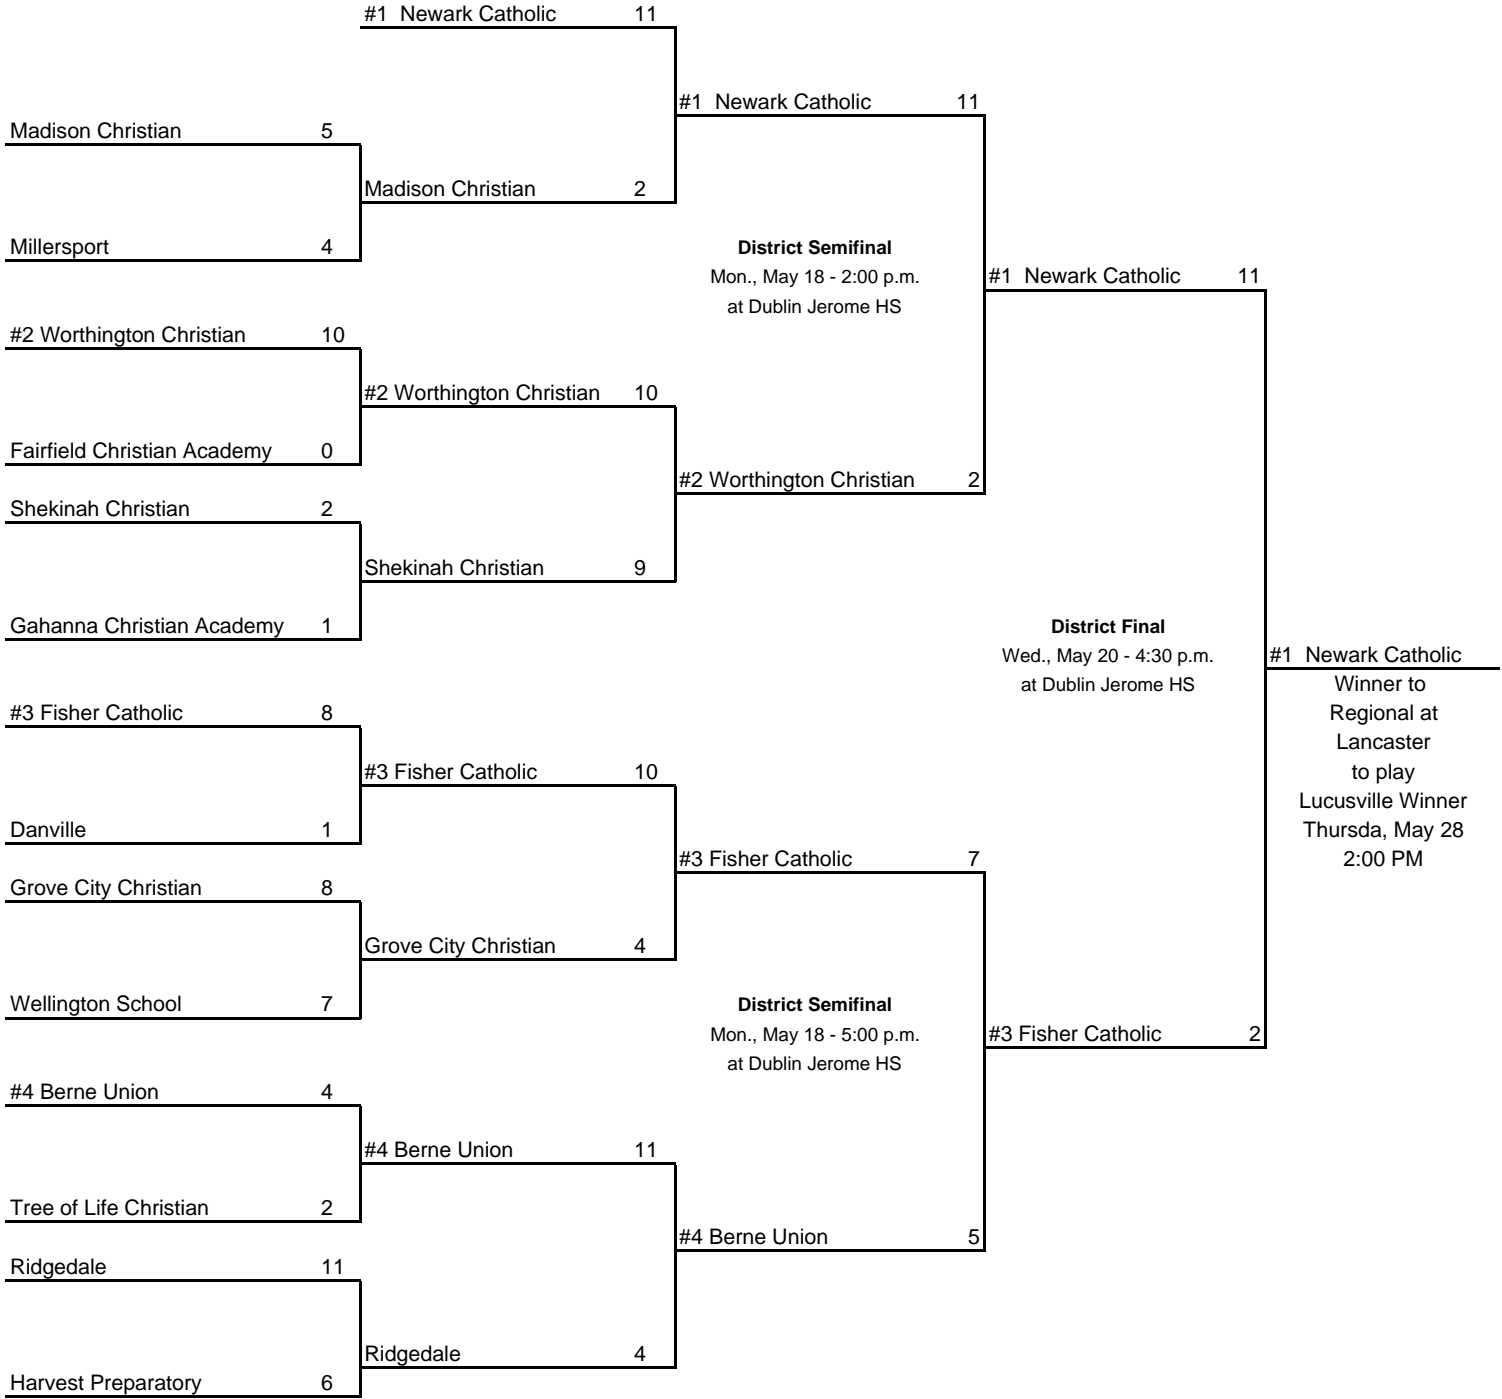 #1  Newark Catholic 11
#1  Newark Catholic 11
Madison Christian 5
Madison Christian 2
Millersport 4
District Semifinal
Mon., May 18 - 2:00 p.m.
at Dublin Jerome HS
#1  Newark Catholic 11
#2 Worthington Christian 10
#2 Worthington Christian 10
Fairfield Christian Academy 0
#2 Worthington Christian 2
Shekinah Christian 2
Shekinah Christian 9
Gahanna Christian Academy 1
District Final
Wed., May 20 - 4:30 p.m.
at Dublin Jerome HS
#1  Newark Catholic
Winner to
Regional at
Lancaster
to play
Lucusville Winner
Thursda, May 28
2:00 PM
#3 Fisher Catholic 8
#3 Fisher Catholic 10
Danville 1
#3 Fisher Catholic 7
Grove City Christian 8
Grove City Christian 4
Wellington School 7
District Semifinal
Mon., May 18 - 5:00 p.m.
at Dublin Jerome HS
#3 Fisher Catholic 2
#4 Berne Union 4
#4 Berne Union 11
Tree of Life Christian 2
#4 Berne Union 5
Ridgedale 11
Ridgedale 4
Harvest Preparatory 6